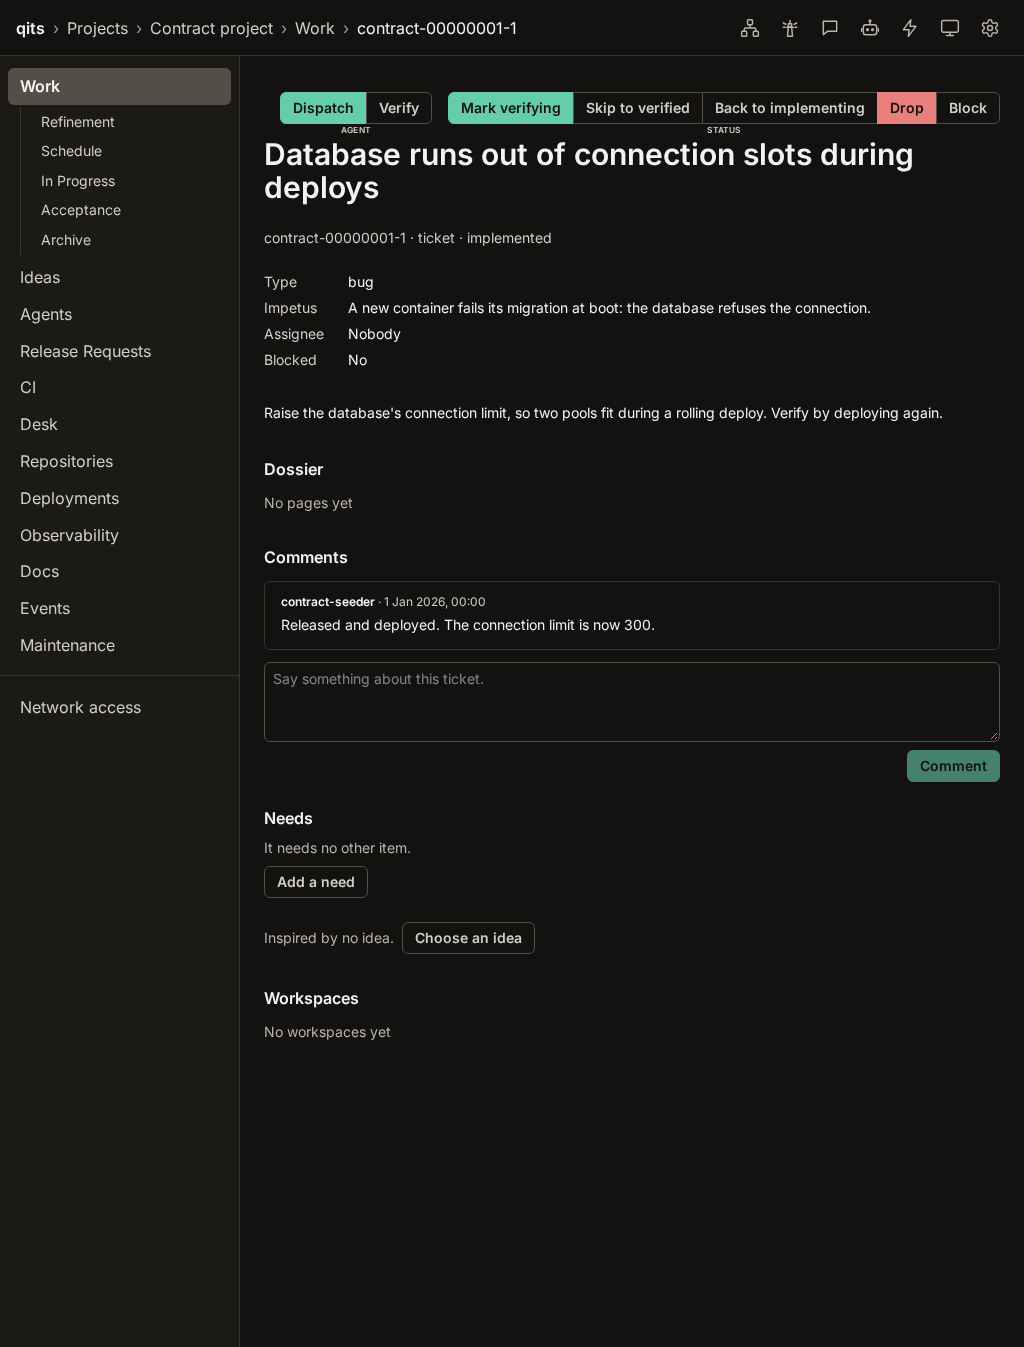 qits › Projects › Contract project › Work › contract-00000001-1
Work
Refinement
Schedule
In Progress
Acceptance
Archive
Ideas
Agents
Release Requests
CI
Desk
Repositories
Deployments
Observability
Docs
Events
Maintenance
Network access
Dispatch Verify
AGENT
Mark verifying Skip to verified Back to implementing Drop Block
STATUS
Database runs out of connection slots during
deploys
contract-00000001-1 · ticket · implemented
Type bug
Impetus A new container fails its migration at boot: the database refuses the connection.
Assignee Nobody
Blocked No
Raise the database's connection limit, so two pools fit during a rolling deploy. Verify by deploying again.
Dossier
No pages yet
Comments
contract-seeder · 1 Jan 2026, 00:00
Released and deployed. The connection limit is now 300.
Say something about this ticket.
Comment
Needs
It needs no other item.
Add a need
Inspired by no idea. Choose an idea
Workspaces
No workspaces yet